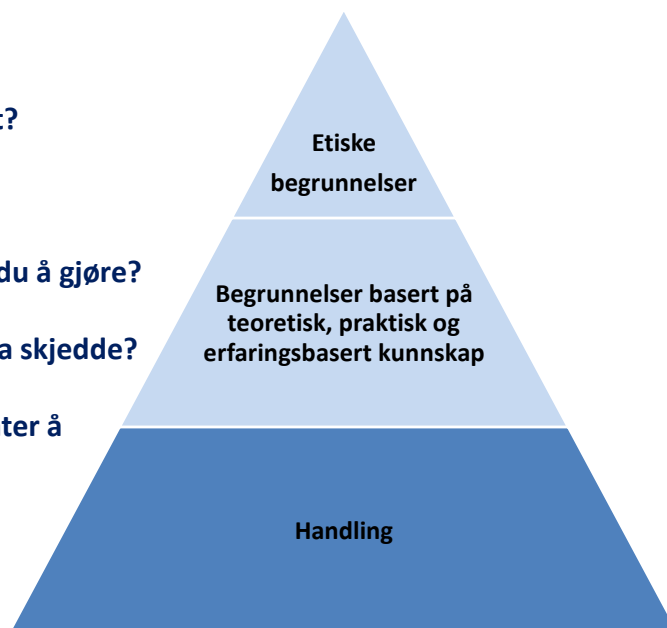 t?
Etiske
begrunnelser
du å gjøre?
Begrunnelser basert på
teoretisk, praktisk og
erfaringsbasert kunnskap
a skjedde?
ter å
Handling